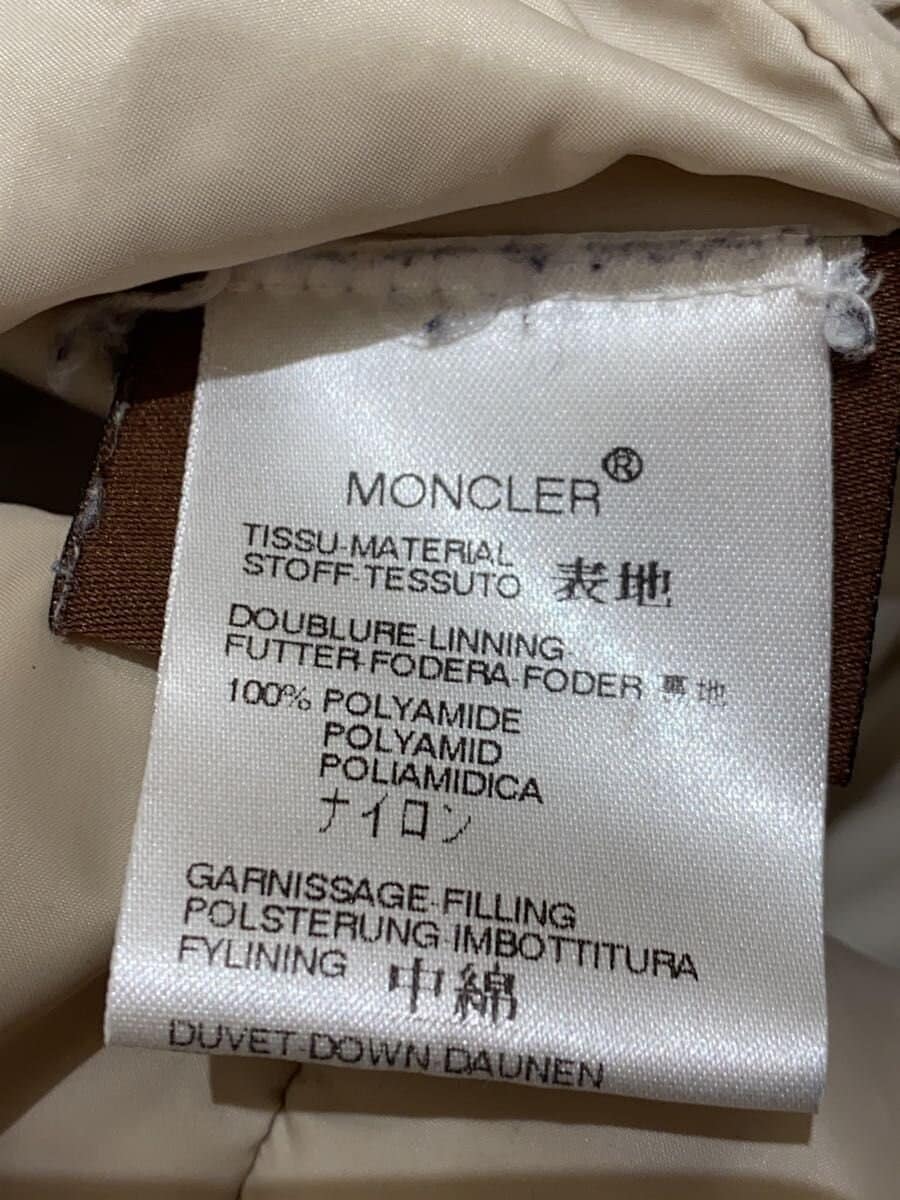 MONCLER®
TISSU-MATERIAL
STOFF-TESSUTO 表地
DOUBLURE-LINNING
FUTTER-FODERA-FODER 裏地
100% POLYAMIDE
POLYAMID
POLIAMIDICA
ナイロン
GARNISSAGE-FILLING
POLSTERUNG-IMBOTTITURA
FYLINING 中綿
DUVET-DOWN-DAUNEN